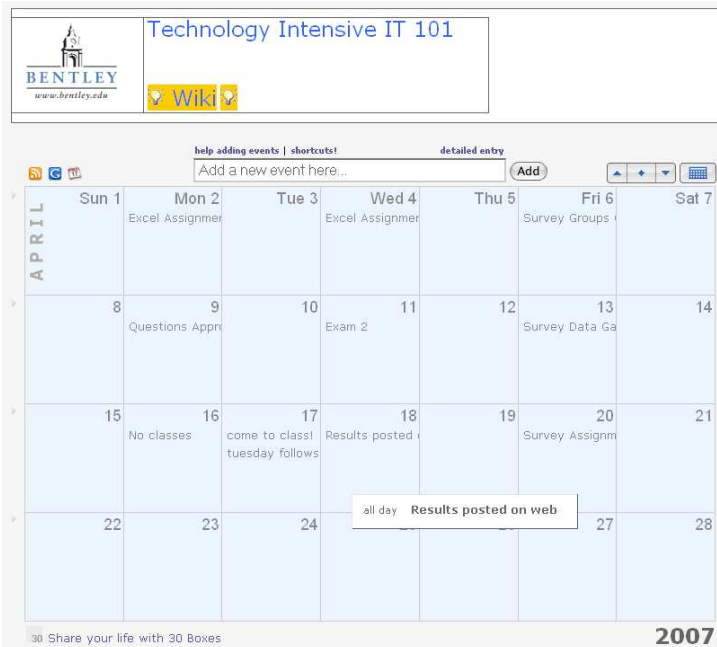 Technology Intensive IT 101
BENTLEY
www.bentley.edu
Wiki
help adding events | shortcuts!
detailed entry
Add a new event here...
Add
APRIL
Sun 1
Mon 2
Tue 3
Wed 4
Thu 5
Fri 6
Sat 7
Excel Assignmen
Excel Assignmen
Survey Groups
8
9
10
11
12
13
14
Questions Appr
Exam 2
Survey Data Ga
15
16
17
18
19
20
21
No classes
come to class!
Results posted
Survey Assignm
tuesday follows
all day Results posted on web
22
23
24
27
28
30 Share your life with 30 Boxes
2007